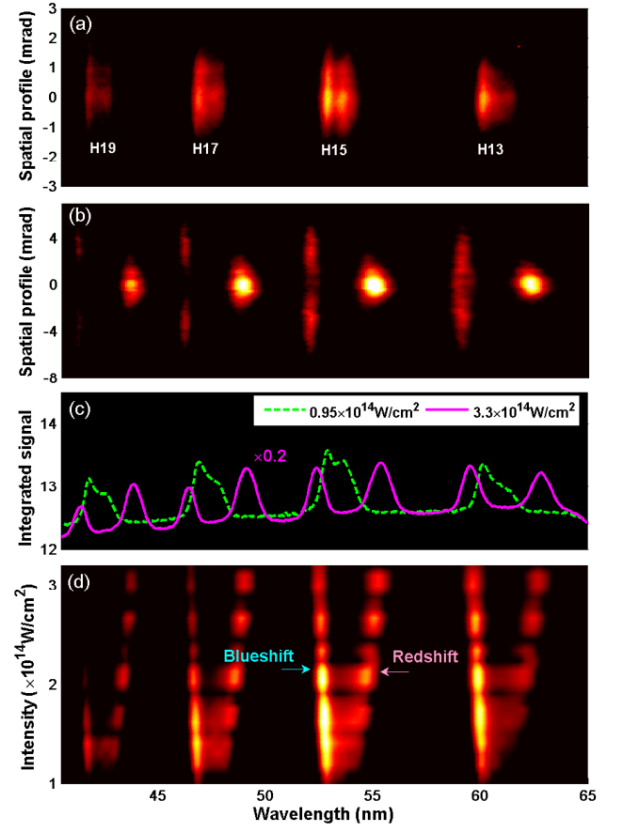 (a)
Spatial profile (mrad)
3
2
1
0
-1
-2
-3
H19 H17 H15 H13
(b)
Spatial profile (mrad)
4
0
-4
-8
(c)
Integrated signal
14
13
12
0.95×10¹⁴W/cm² 3.3×10¹⁴W/cm²
×0.2
(d)
Intensity (×10¹⁴W/cm²)
3
2
1
Blueshift Redshift
45 50 55 60 65
Wavelength (nm)